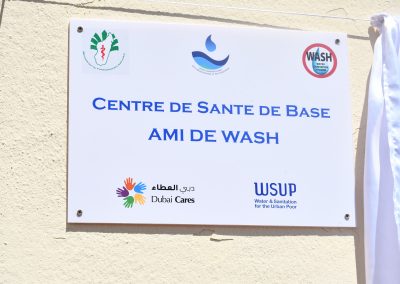 WASH
CENTRE DE SANTE DE BASE
AMI DE WASH
دبي العطاء
Dubai Cares
WSUP
Water & Sanitation
for the Urban Poor